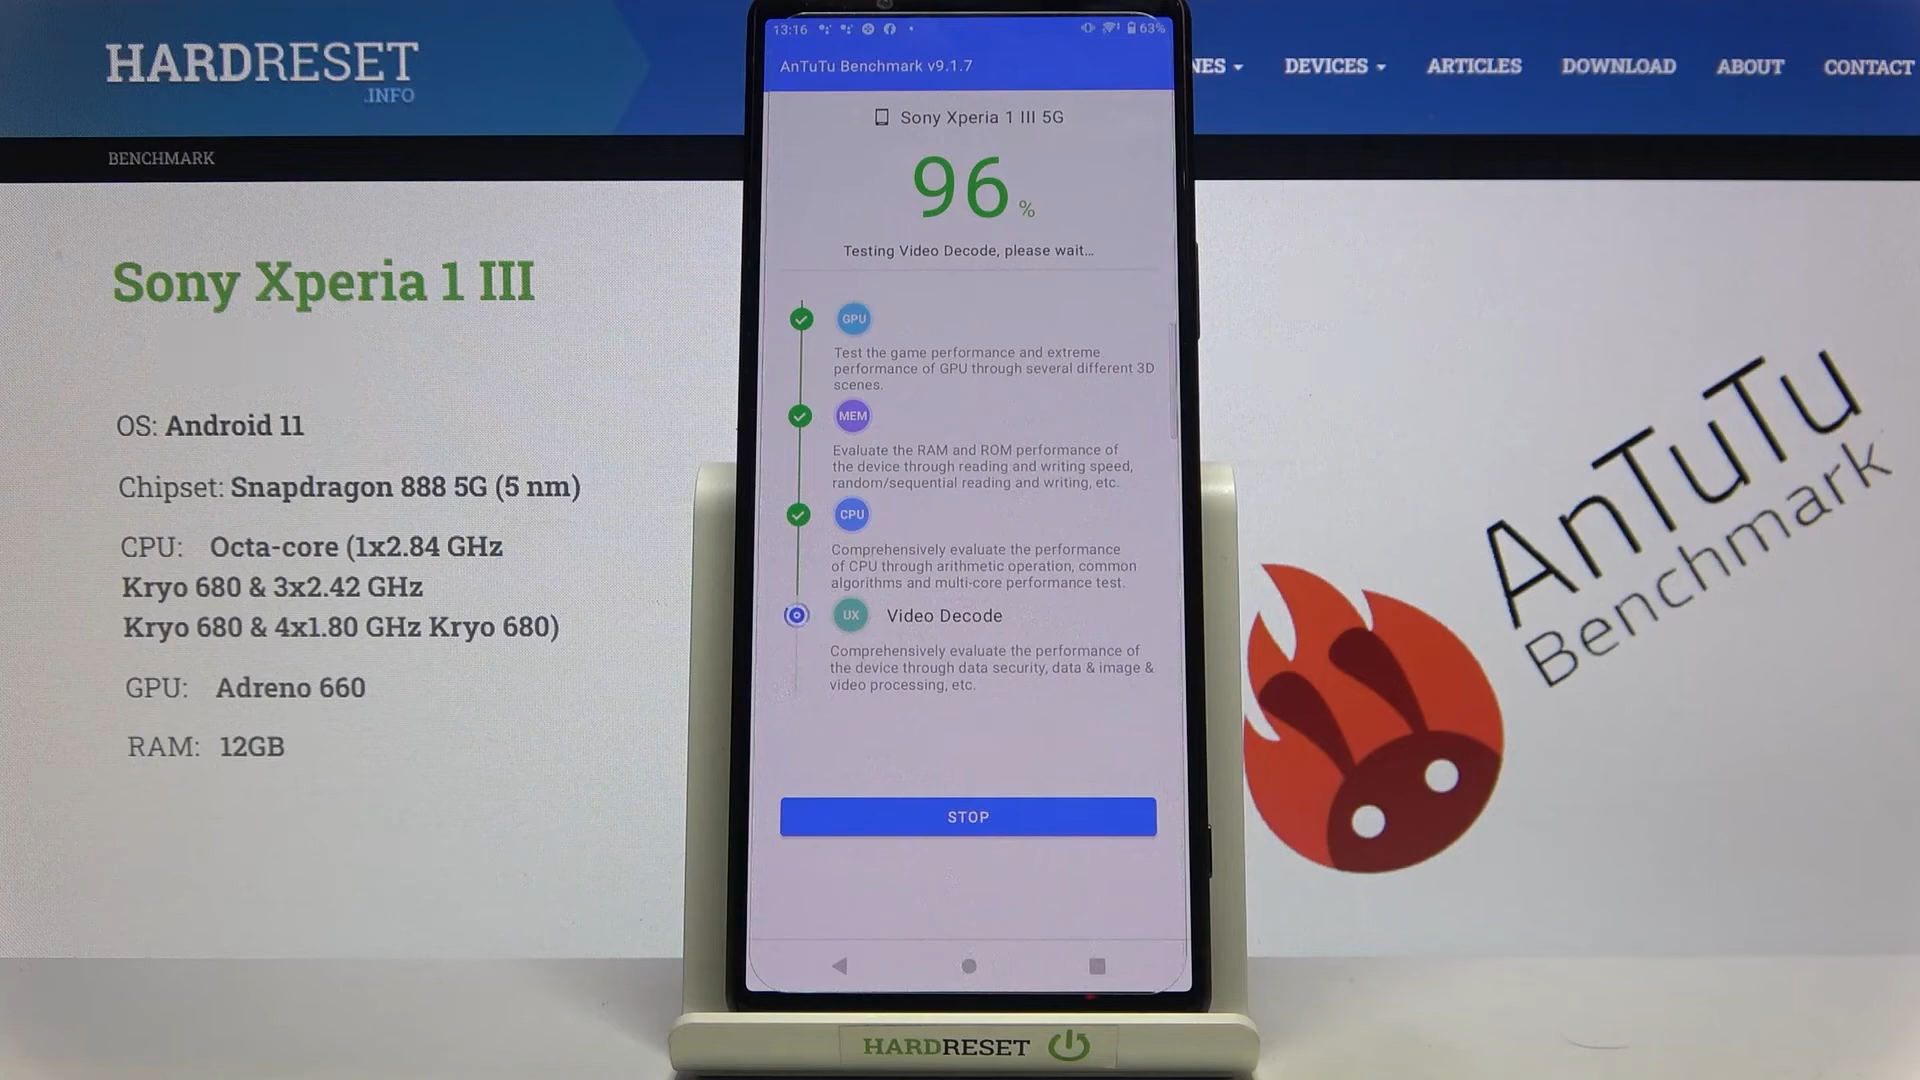 HARDRESET
.INFO
NES
DEVICES
ARTICLES
DOWNLOAD
ABOUT
CONTACT
BENCHMARK
Sony Xperia 1 III
OS: Android 11
Chipset: Snapdragon 888 5G (5 nm)
CPU: Octa-core (1x2.84 GHz
Kryo 680 & 3x2.42 GHz
Kryo 680 & 4x1.80 GHz Kryo 680)
GPU: Adreno 660
RAM: 12GB
13:16
63%
AnTuTu Benchmark v9.1.7
Sony Xperia 1 III 5G
96%
Testing Video Decode, please wait...
GPU
Test the game performance and extreme
performance of GPU through several different 3D
scenes.
MEM
Evaluate the RAM and ROM performance of
the device through reading and writing speed,
random/sequential reading and writing, etc.
CPU
Comprehensively evaluate the performance
of CPU through arithmetic operation, common
algorithms and multi-core performance test.
UX Video Decode
Comprehensively evaluate the performance of
the device through data security, data & image &
video processing, etc.
STOP
AnTuTu
Benchmark
HARDRESET